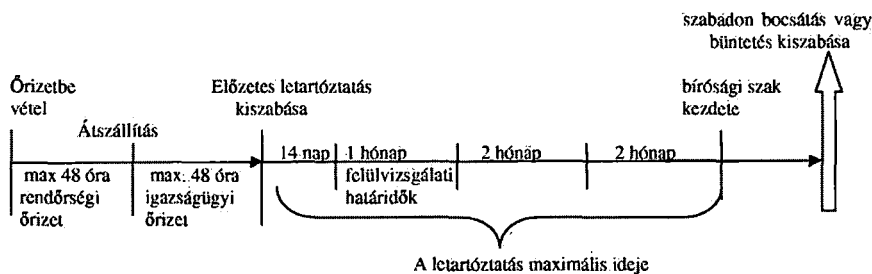 szabadon bocsátás vagy
büntetés kiszabása
Őrizetbe
vétel
Előzetes letartóztatás
kiszabása
bírósági szak
kezdete
Átszállítás
14 nap
1 hónap
2 hónap
2 hónap
max 48 óra
rendőrségi
őrizet
max. 48 óra
igazságügyi
őrizet
felülvizsgálati
határidők
A letartóztatás maximális ideje